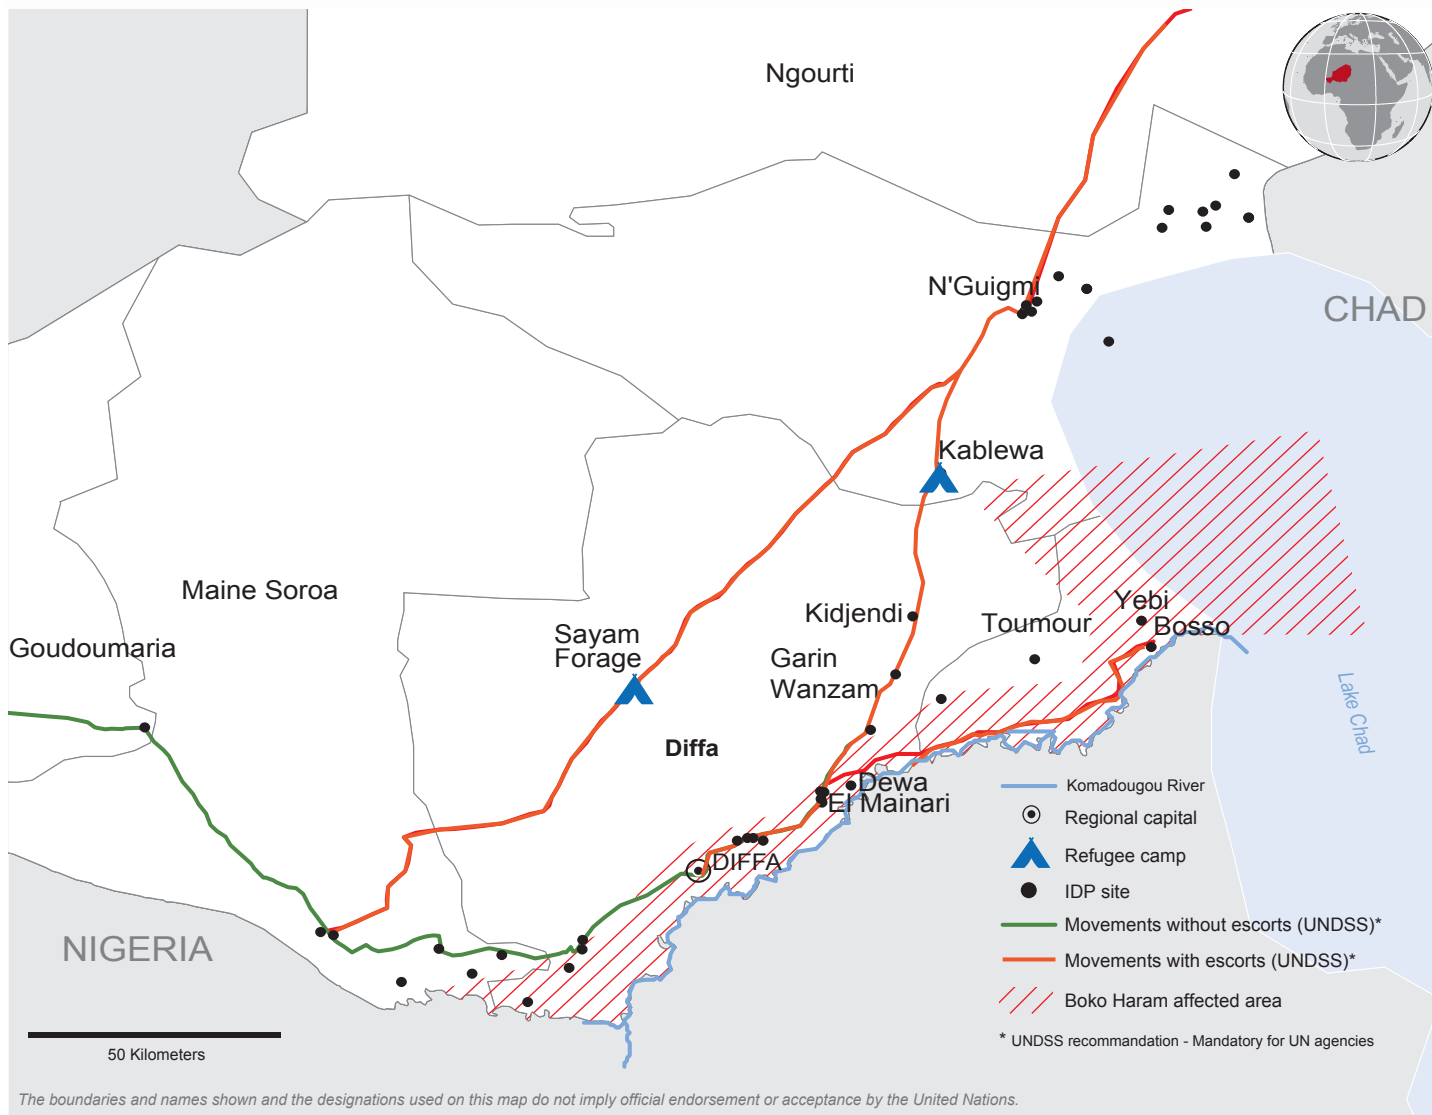 Ngourti
N'Guigmi
CHAD
Kablewa
Maine Soroa
Goudoumaria
Sayam
Forage
Kidjendi
Garin
Wanzam
Toumour
Yebi
Bosso
Lake Chad
Diffa
Dewa
El Mainari
DIFFA
NIGERIA
Komadougou River
Regional capital
Refugee camp
IDP site
Movements without escorts (UNDSS)*
Movements with escorts (UNDSS)*
Boko Haram affected area
* UNDSS recommandation - Mandatory for UN agencies
50 Kilometers
The boundaries and names shown and the designations used on this map do not imply official endorsement or acceptance by the United Nations.